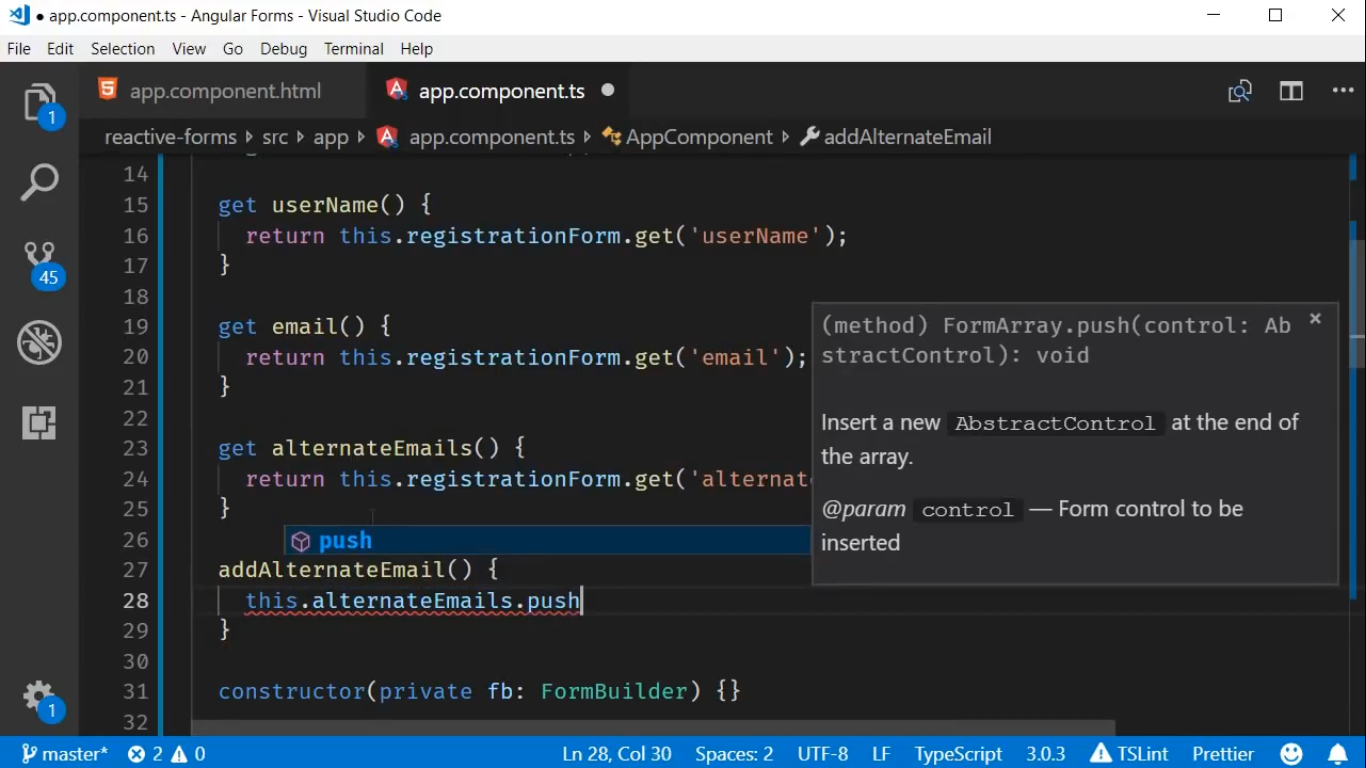 app.component.ts - Angular Forms - Visual Studio Code
File Edit Selection View Go Debug Terminal Help
app.component.html app.component.ts
reactive-forms src app app.component.ts AppComponent addAlternateEmail
14
15 get userName() {
16 return this.registrationForm.get('userName');
17 }
18
19 get email() {
20 return this.registrationForm.get('email');
21 }
22
23 get alternateEmails() {
24 return this.registrationForm.get('alternat
25 }
26
push
27 addAlternateEmail() {
28 this.alternateEmails.push
29 }
30
31 constructor(private fb: FormBuilder) {}
32
(method) FormArray.push(control: Ab
stractControl): void
Insert a new AbstractControl at the end of
the array.
@param control — Form control to be
inserted
1
45
1
master* 2 0 Ln 28, Col 30 Spaces: 2 UTF-8 LF TypeScript 3.0.3 TSLint Prettier